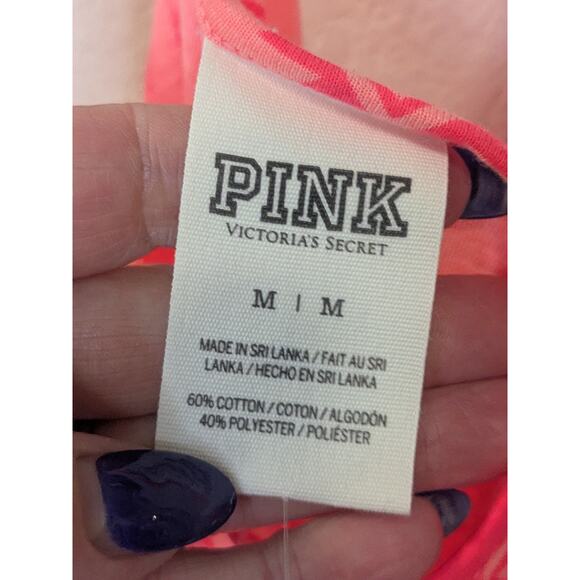 PINK
VICTORIA'S SECRET
M | M
MADE IN SRI LANKA / FAIT AU SRI
LANKA / HECHO EN SRI LANKA
60% COTTON / COTON / ALGODÓN
40% POLYESTER / POLIÉSTER